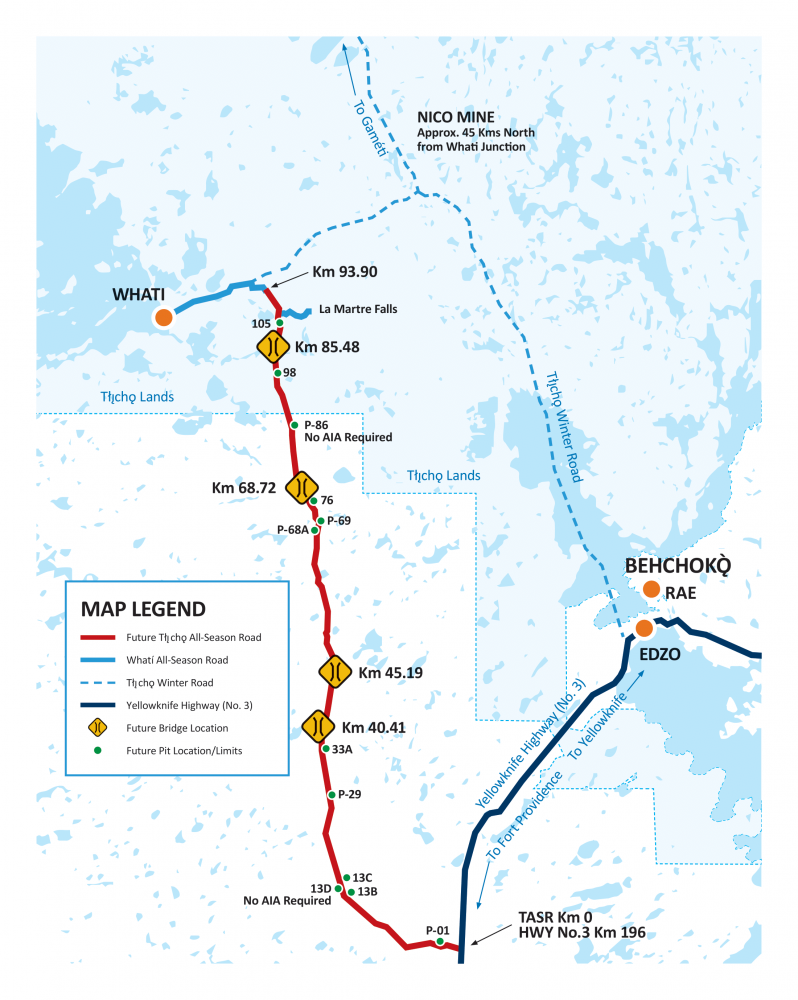 To Gamètì
NICO MINE
Approx. 45 Kms North
from Whati Junction
Km 93.90
WHATI
La Martre Falls
105
Km 85.48
98
Tłı̨chǫ Lands
P-86
No AIA Required
Tłı̨chǫ Winter Road
Tłı̨chǫ Lands
Km 68.72
76
P-69
P-68A
BEHCHOKǪ̀
RAE
EDZO
MAP LEGEND
Future Tłı̨chǫ All-Season Road
Whatí All-Season Road
Tłı̨chǫ Winter Road
Yellowknife Highway (No. 3)
Future Bridge Location
Future Pit Location/Limits
Km 45.19
Km 40.41
33A
Yellowknife Highway (No. 3)
To Yellowknife
To Fort Providence
P-29
13C
13D
13B
No AIA Required
P-01
TASR Km 0
HWY No.3 Km 196